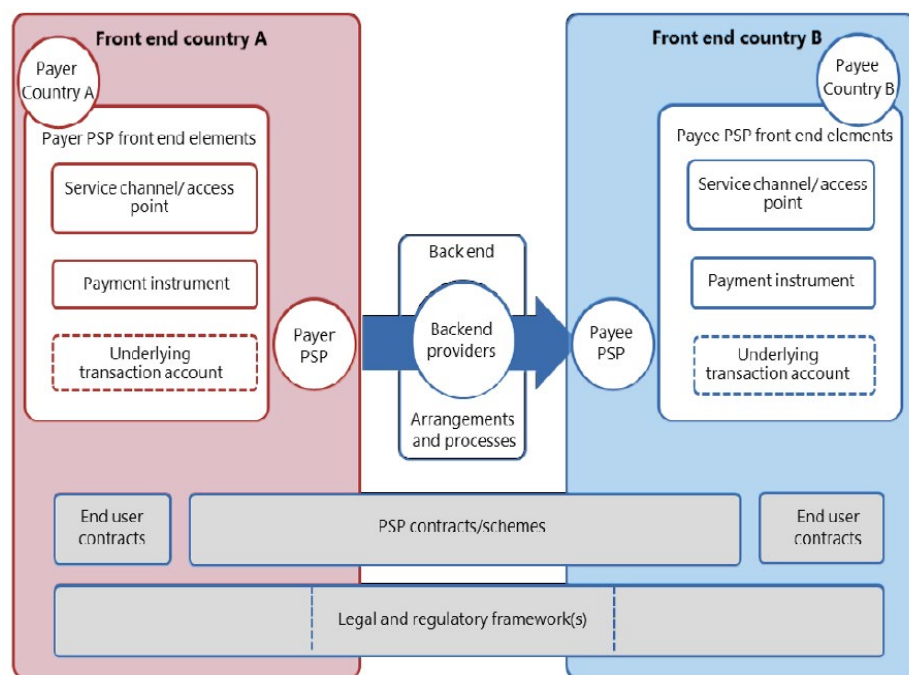 Front end country A
Payer
Country A
Payer PSP front end elements
Service channel/ access
point
Payment instrument
Underlying
transaction account
Payer
PSP
Back end
Backend
providers
Arrangements
and processes
Front end country B
Payee
Country B
Payee PSP front end elements
Service channel/ access
point
Payment instrument
Underlying
transaction account
Payee
PSP
End user
contracts
PSP contracts/schemes
End user
contracts
Legal and regulatory framework(s)